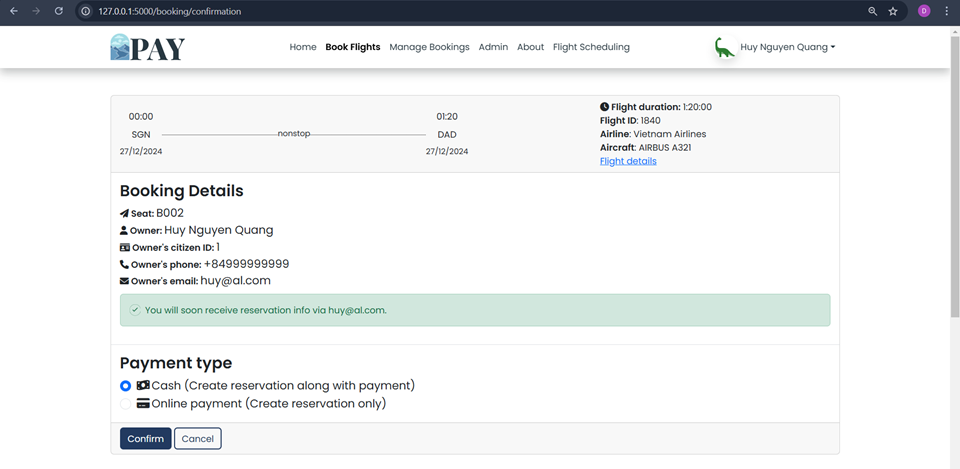 127.0.0.1:5000/booking/confirmation
D
PAY
Home Book Flights Manage Bookings Admin About Flight Scheduling
Huy Nguyen Quang
00:00 01:20
SGN nonstop DAD
27/12/2024 27/12/2024
Flight duration: 1:20:00
Flight ID: 1840
Airline: Vietnam Airlines
Aircraft: AIRBUS A321
Flight details
Booking Details
Seat: B002
Owner: Huy Nguyen Quang
Owner's citizen ID: 1
Owner's phone: +84999999999
Owner's email: huy@al.com
You will soon receive reservation info via huy@al.com.
Payment type
Cash (Create reservation along with payment)
Online payment (Create reservation only)
Confirm Cancel